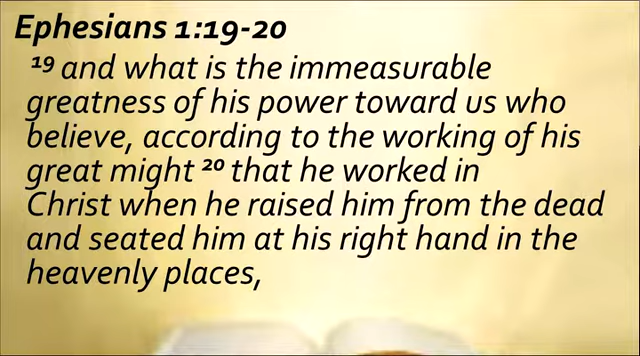 Ephesians 1:19-20
19 and what is the immeasurable
greatness of his power toward us who
believe, according to the working of his
great might 20 that he worked in
Christ when he raised him from the dead
and seated him at his right hand in the
heavenly places,